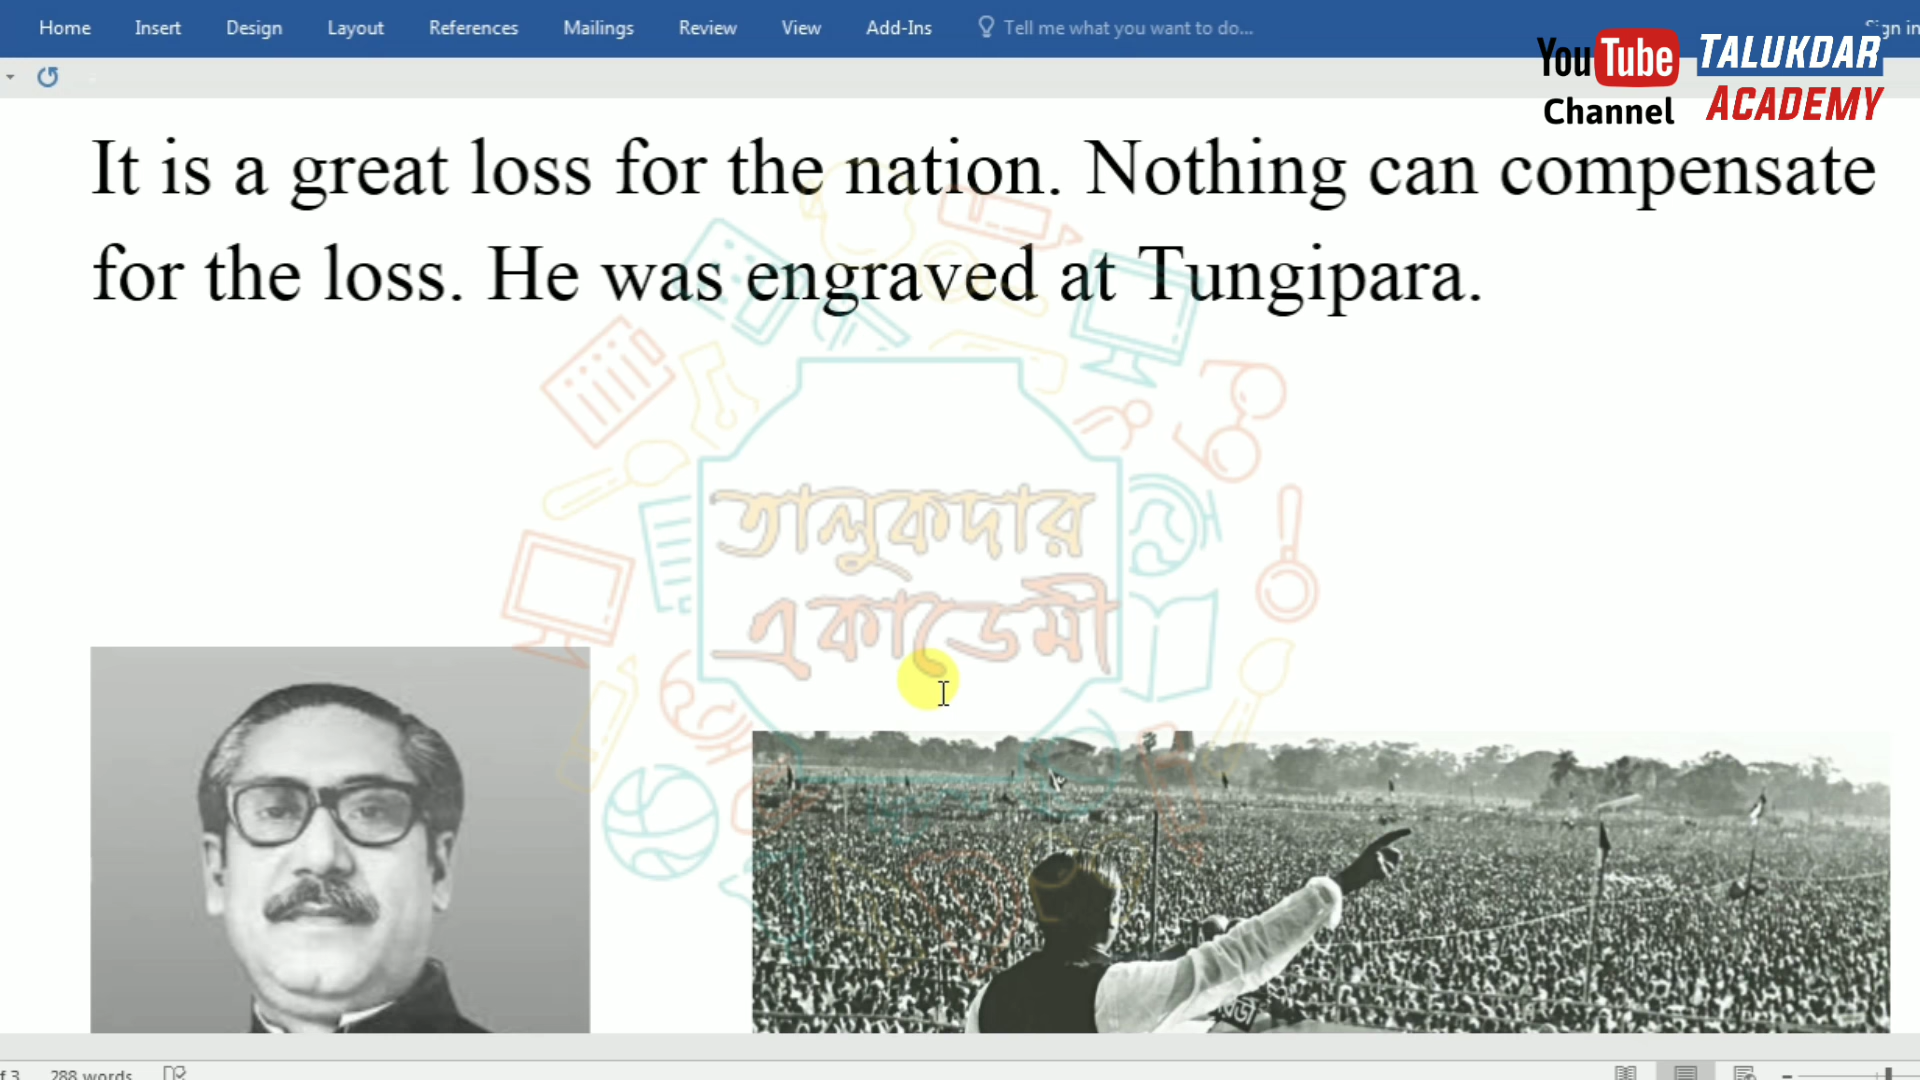 Home Insert Design Layout References Mailings Review View Add-Ins Tell me what you want to do...
YouTube TALUKDAR
Channel ACADEMY
It is a great loss for the nation. Nothing can compensate
for the loss. He was engraved at Tungipara.
তালুকদার
একাডেমী
f 3 288 words